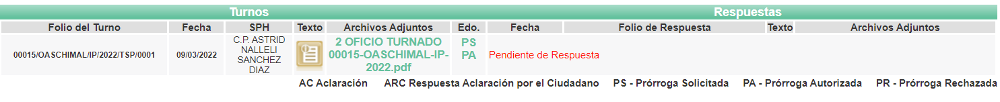 Turnos Respuestas
Folio del Turno Fecha SPH Texto Archivos Adjuntos Edo. Fecha Folio de Respuesta Texto Archivos Adjuntos
00015/OASCHIMAL/IP/2022/TSP/0001 09/03/2022
C.P. ASTRID
NALLELI
SANCHEZ
DIAZ
2 OFICIO TURNADO
00015-OASCHIMAL-IP-
2022.pdf
PS
PA
Pendiente de Respuesta
AC Aclaración ARC Respuesta Aclaración por el Ciudadano PS - Prórroga Solicitada PA - Prórroga Autorizada PR - Prórroga Rechazada